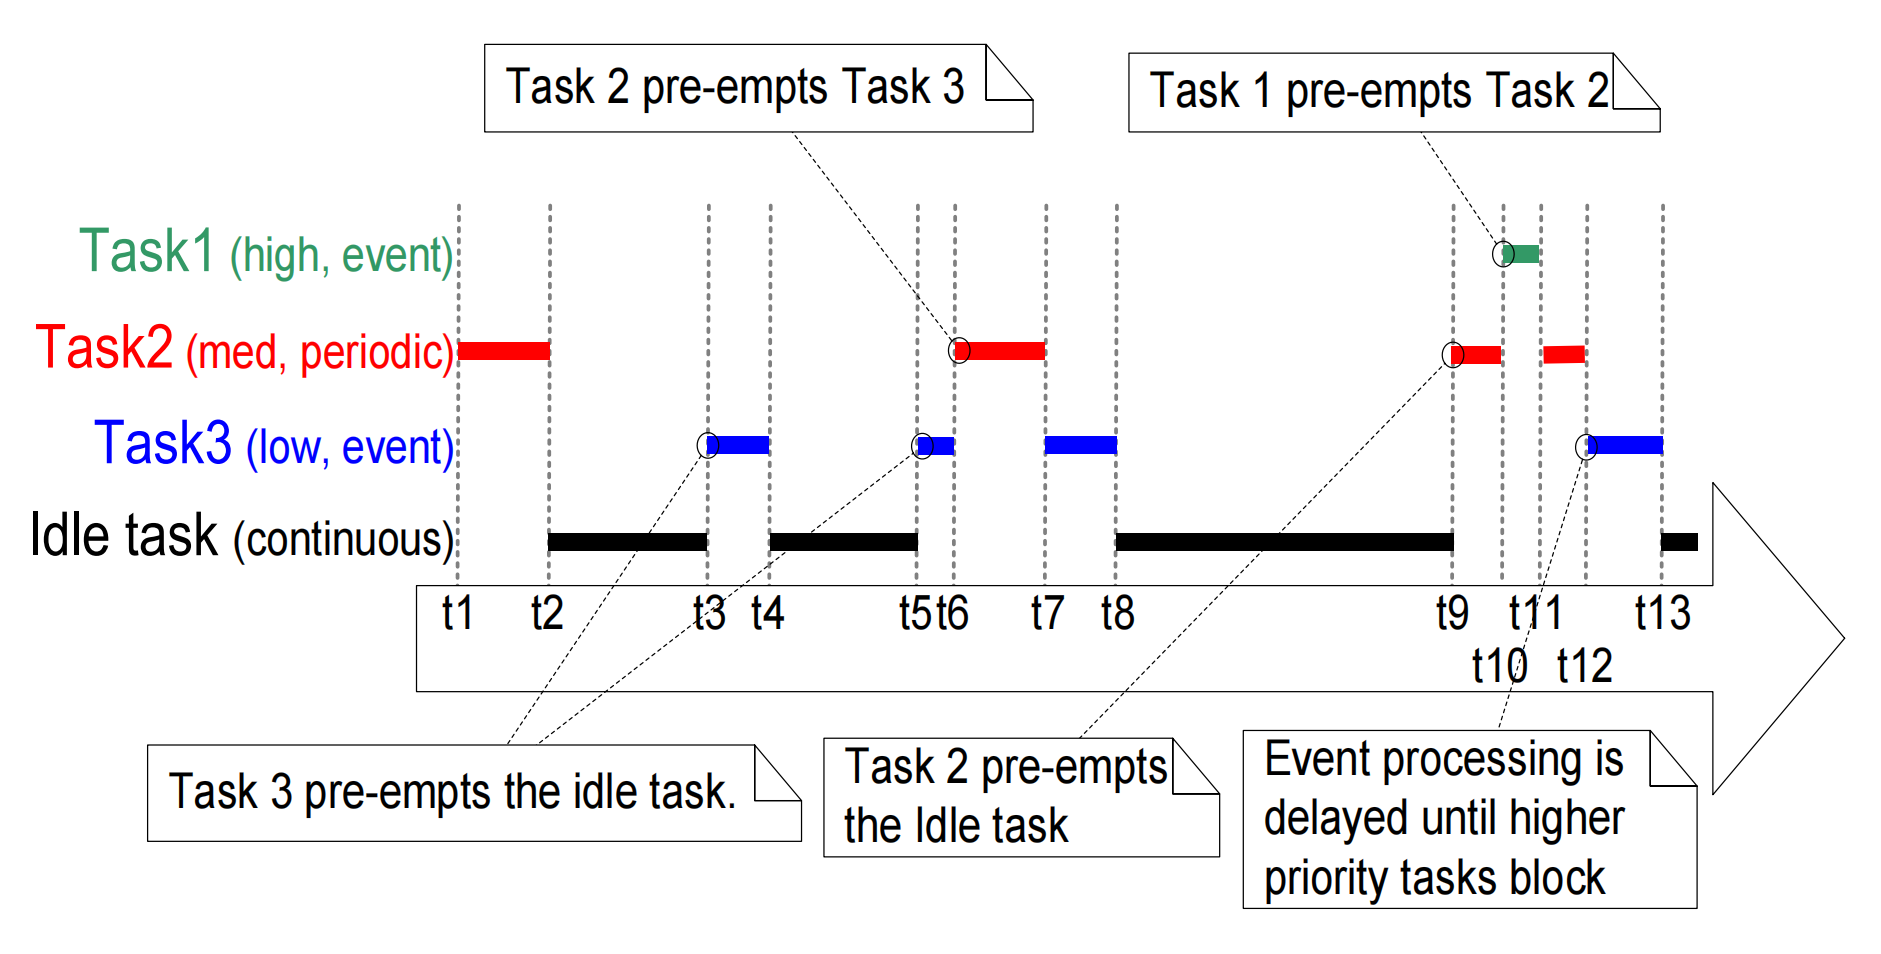 Task 2 pre-empts Task 3
Task 1 pre-empts Task 2
Task1 (high, event)
Task2 (med, periodic)
Task3 (low, event)
Idle task (continuous)
t1 t2 t3 t4 t5 t6 t7 t8 t9 t11 t13
t10 t12
Task 3 pre-empts the idle task.
Task 2 pre-empts
the Idle task
Event processing is
delayed until higher
priority tasks block